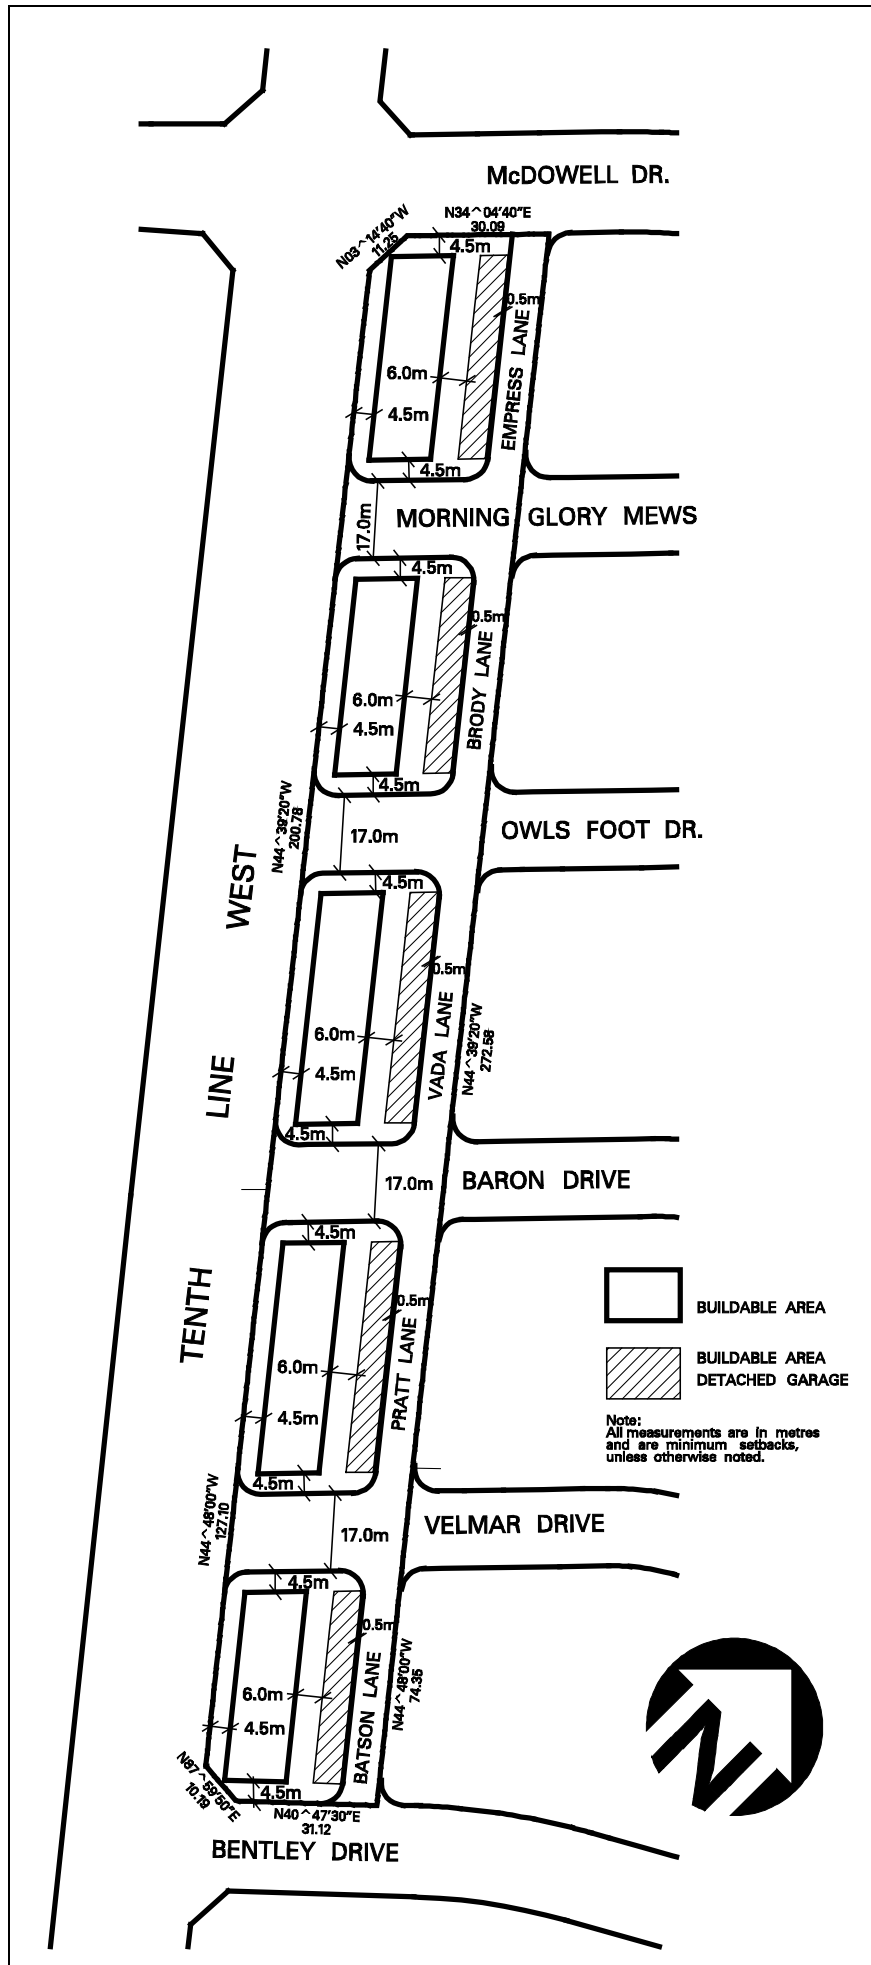 McDOWELL DR.
N34^04'40"E
30.09
N03^14'40"W
11.25
4.5m
0.5m
EMPRESS LANE
6.0m
4.5m
4.5m
17.0m
MORNING GLORY MEWS
4.5m
0.5m
BRODY LANE
6.0m
4.5m
4.5m
N44^39'20"W
200.78
17.0m
OWLS FOOT DR.
4.5m
0.5m
VADA LANE
N44^39'20"W
272.58
6.0m
4.5m
4.5m
17.0m
BARON DRIVE
4.5m
0.5m
PRATT LANE
6.0m
4.5m
4.5m
TENTH LINE WEST
BUILDABLE AREA
BUILDABLE AREA
DETACHED GARAGE
Note:
All measurements are in metres
and are minimum setbacks,
unless otherwise noted.
N44^48'00"W
127.10
17.0m
VELMAR DRIVE
4.5m
0.5m
BATSON LANE
N44^48'00"W
74.35
6.0m
4.5m
4.5m
N87^59'50"E
10.19
N40^47'30"E
31.12
BENTLEY DRIVE
N